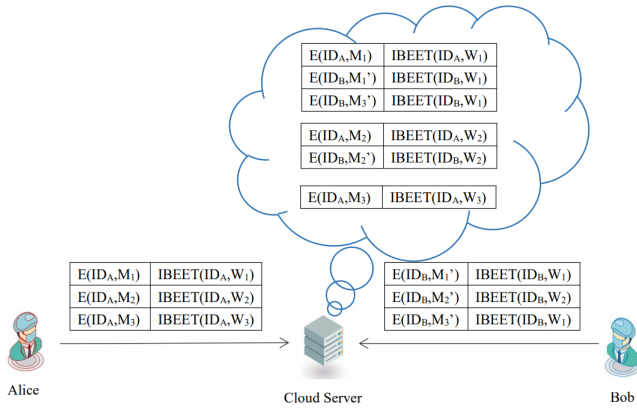 E(ID_A,M_1) IBEET(ID_A,W_1)
E(ID_B,M_1') IBEET(ID_B,W_1)
E(ID_B,M_3') IBEET(ID_B,W_1)
E(ID_A,M_2) IBEET(ID_A,W_2)
E(ID_B,M_2') IBEET(ID_B,W_2)
E(ID_A,M_3) IBEET(ID_A,W_3)
E(ID_A,M_1) IBEET(ID_A,W_1)
E(ID_A,M_2) IBEET(ID_A,W_2)
E(ID_A,M_3) IBEET(ID_A,W_3)
E(ID_B,M_1') IBEET(ID_B,W_1)
E(ID_B,M_2') IBEET(ID_B,W_2)
E(ID_B,M_3') IBEET(ID_B,W_1)
Alice
Cloud Server
Bob